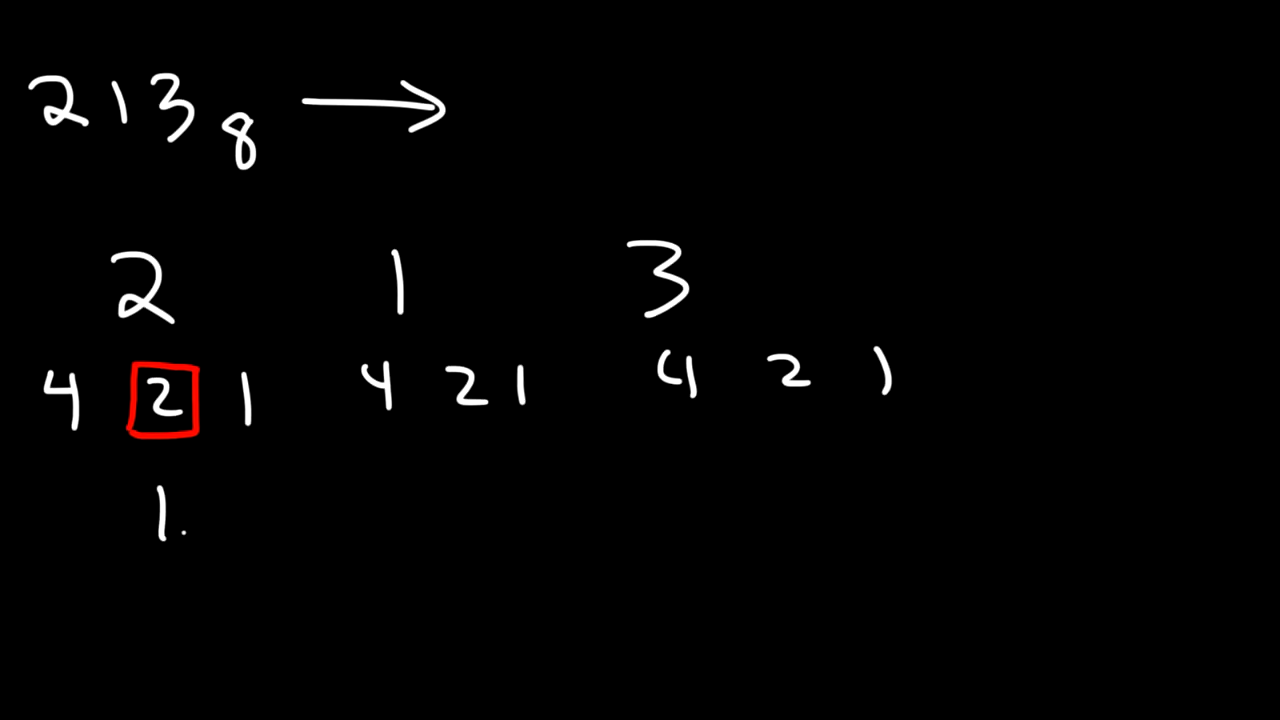 213₈ →
2 1 3
4 2 1 4 2 1 4 2 1
1.